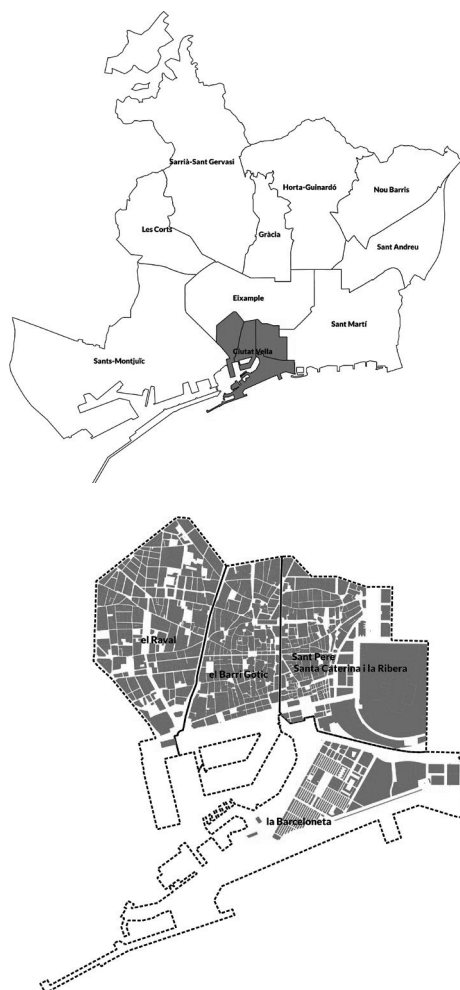 Sarrià-Sant Gervasi
Horta-Guinardó
Nou Barris
Les Corts
Gràcia
Sant Andreu
Eixample
Sant Martí
Ciutat Vella
Sants-Montjuïc
el Raval
Sant Pere
Santa Caterina i la Ribera
el Barri Gòtic
la Barceloneta